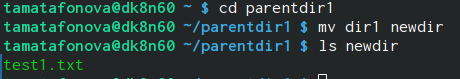 tamatafonova@dk8n60 ~ $ cd parentdir1
tamatafonova@dk8n60 ~/parentdir1 $ mv dir1 newdir
tamatafonova@dk8n60 ~/parentdir1 $ ls newdir
test1.txt